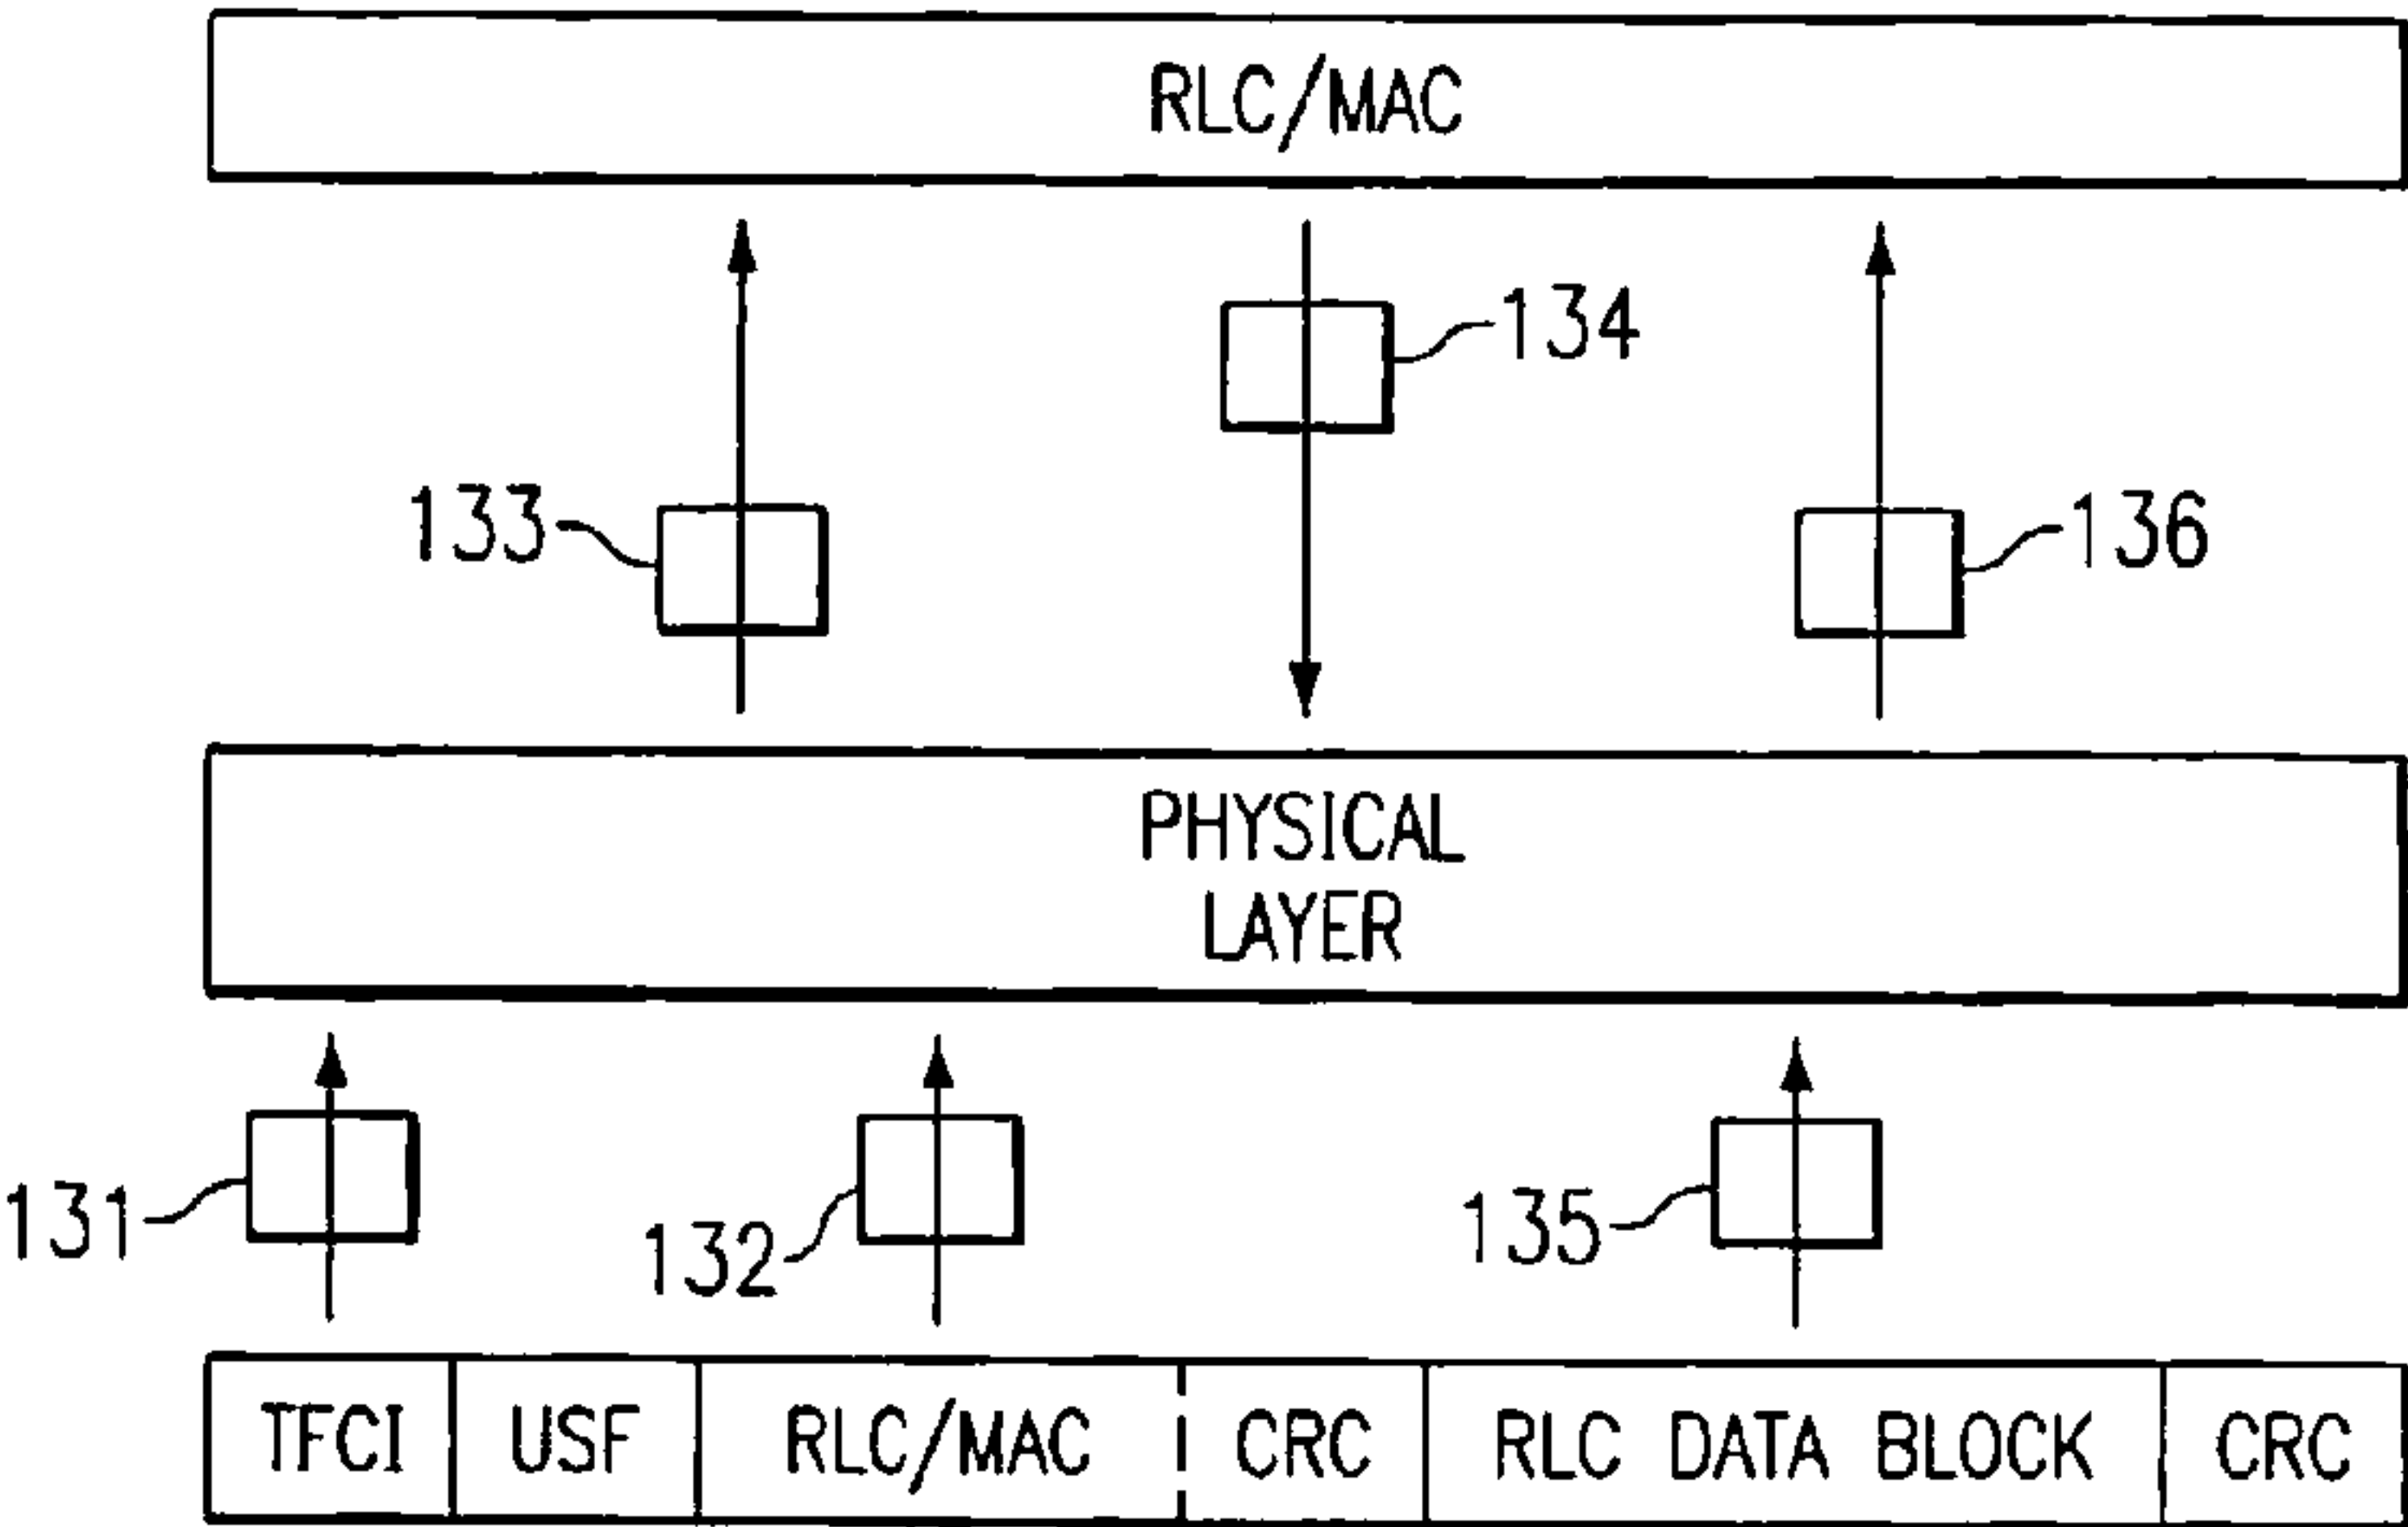 RLC/MAC
134
133
136
PHYSICAL
LAYER
131
132
135
TFCI USF RLC/MAC CRC RLC DATA BLOCK CRC